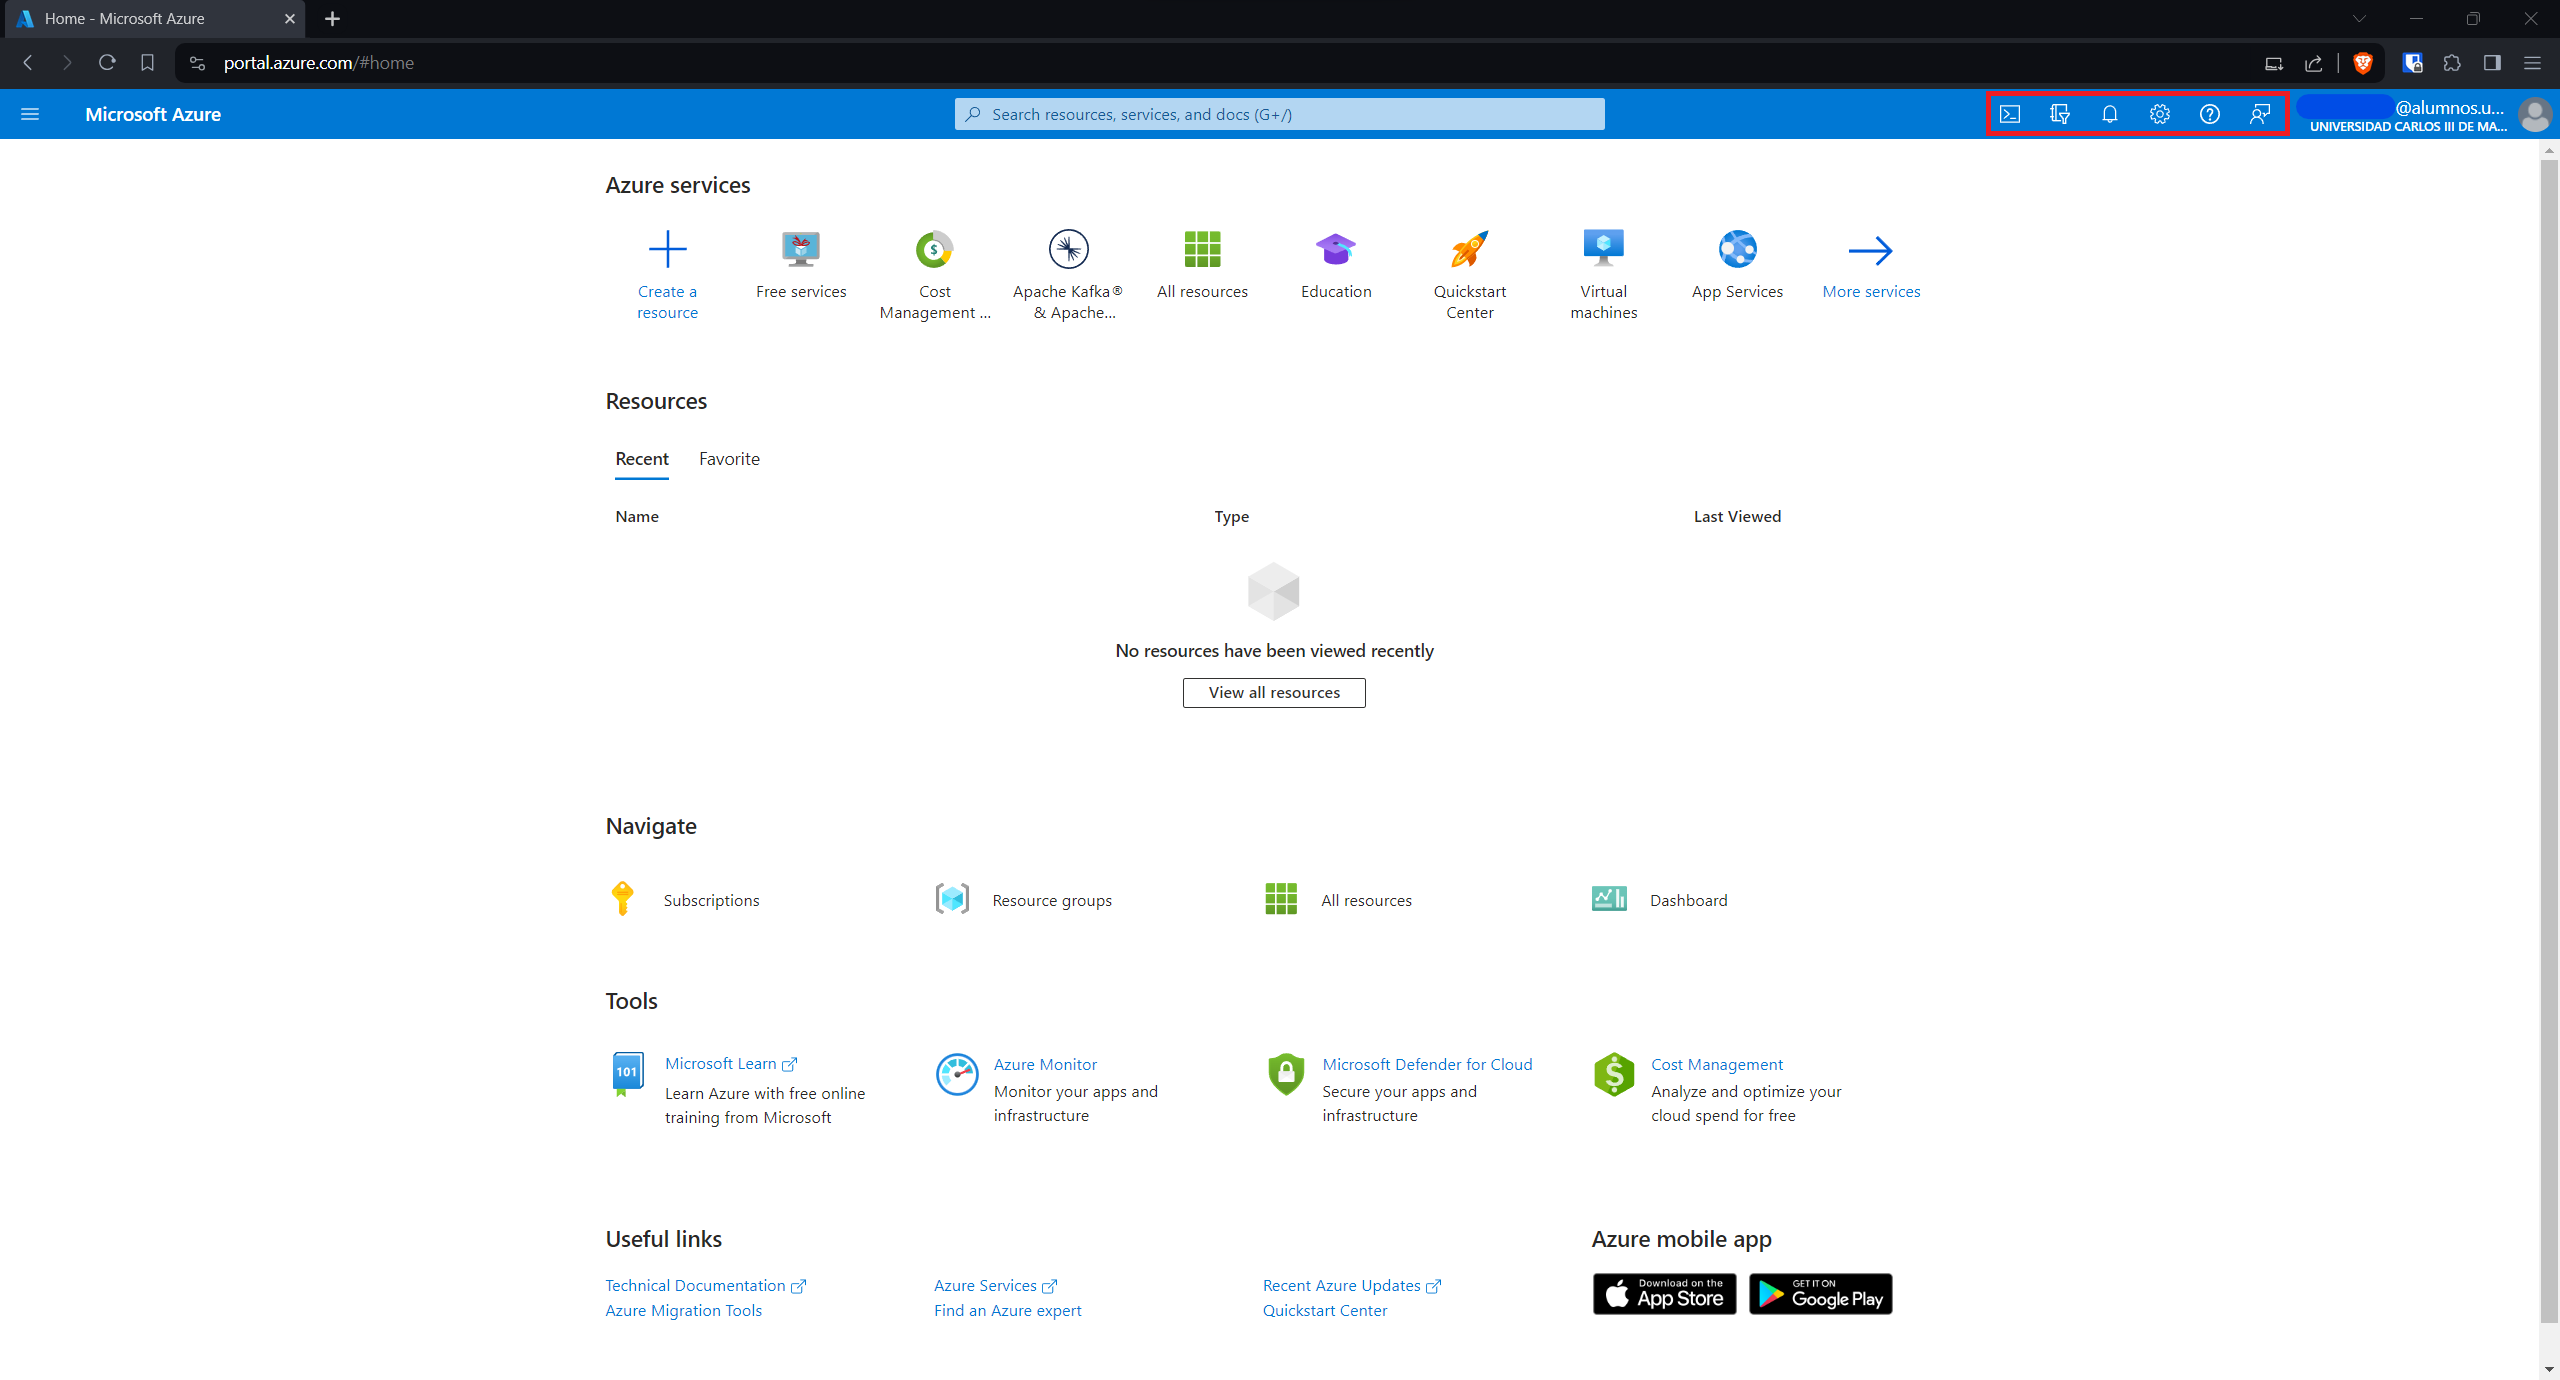 Home - Microsoft Azure
portal.azure.com/#home
Microsoft Azure
Search resources, services, and docs (G+/)
@alumnos.u...
UNIVERSIDAD CARLOS III DE MA...
Azure services
Create a resource
Free services
Cost Management ...
Apache Kafka® & Apache...
All resources
Education
Quickstart Center
Virtual machines
App Services
More services
Resources
Recent
Favorite
Name
Type
Last Viewed
No resources have been viewed recently
View all resources
Navigate
Subscriptions
Resource groups
All resources
Dashboard
Tools
101
Microsoft Learn
Learn Azure with free online
training from Microsoft
Azure Monitor
Monitor your apps and
infrastructure
Microsoft Defender for Cloud
Secure your apps and
infrastructure
Cost Management
Analyze and optimize your
cloud spend for free
Useful links
Technical Documentation
Azure Services
Recent Azure Updates
Azure Migration Tools
Find an Azure expert
Quickstart Center
Azure mobile app
Download on the
App Store
GET IT ON
Google Play